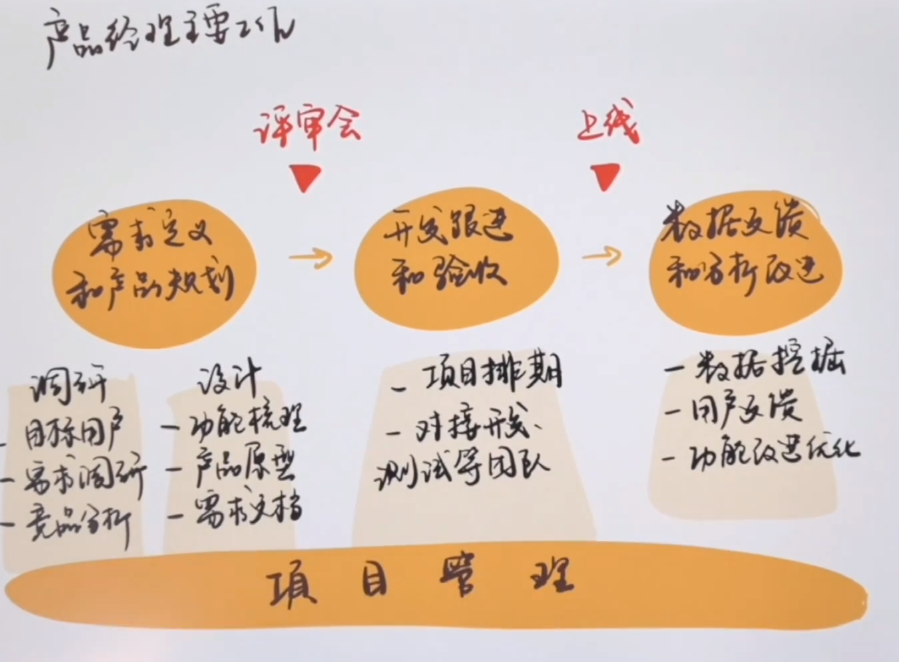 产品经理主要工作
评审会
上线
需求定义
和产品规划
开发跟进
和验收
数据反馈
和分析改进
调研
- 目标用户
- 需求调研
- 竞品分析
设计
- 功能梳理
- 产品原型
- 需求文档
- 项目排期
- 对接开发、
测试等团队
- 数据挖掘
- 用户反馈
- 功能改进优化
项目管理